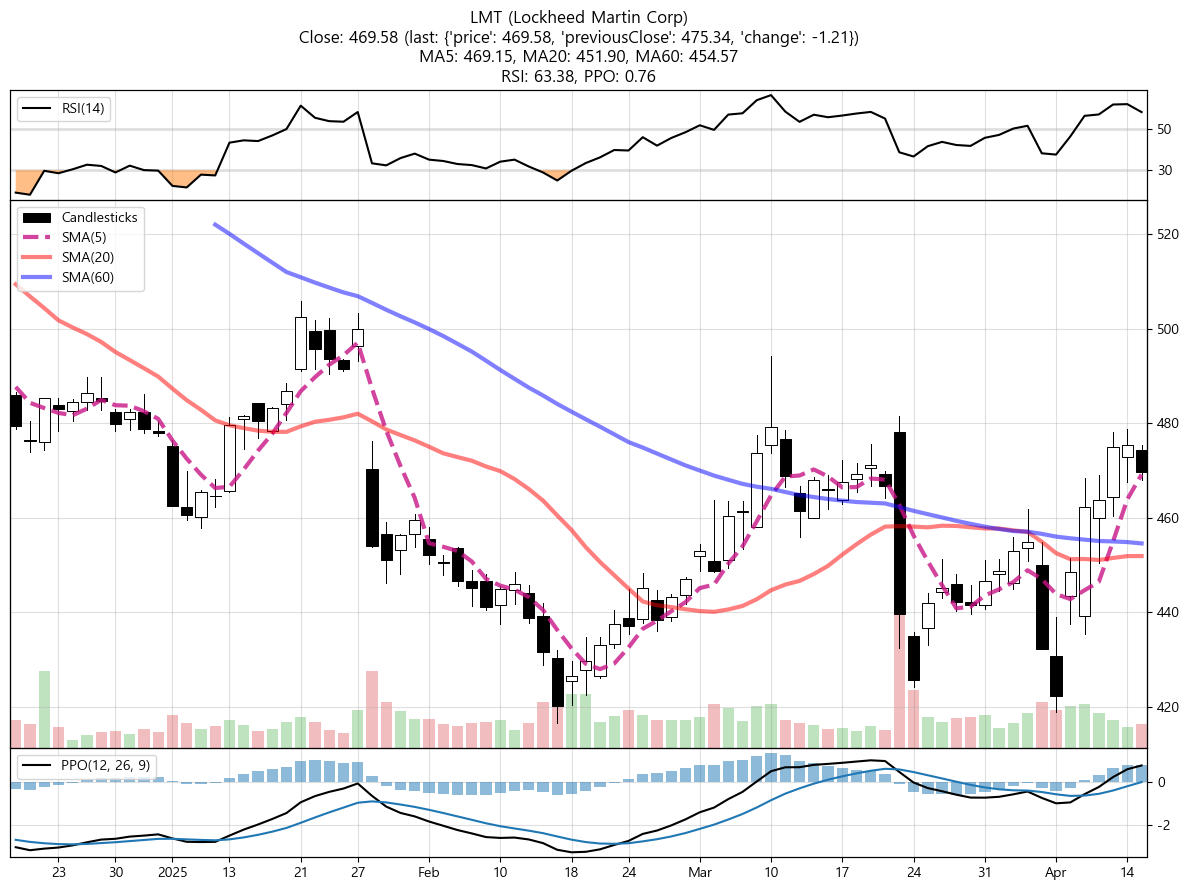 LMT (Lockheed Martin Corp)
Close: 469.58 (last: {'price': 469.58, 'previousClose': 475.34, 'change': -1.21})
MA5: 469.15, MA20: 451.90, MA60: 454.57
RSI: 63.38, PPO: 0.76
RSI(14)
50
30
Candlesticks
SMA(5)
SMA(20)
SMA(60)
520
500
480
460
440
420
PPO(12, 26, 9)
0
-2
23 30 2025 13 21 27 Feb 10 18 24 Mar 10 17 24 31 Apr 14